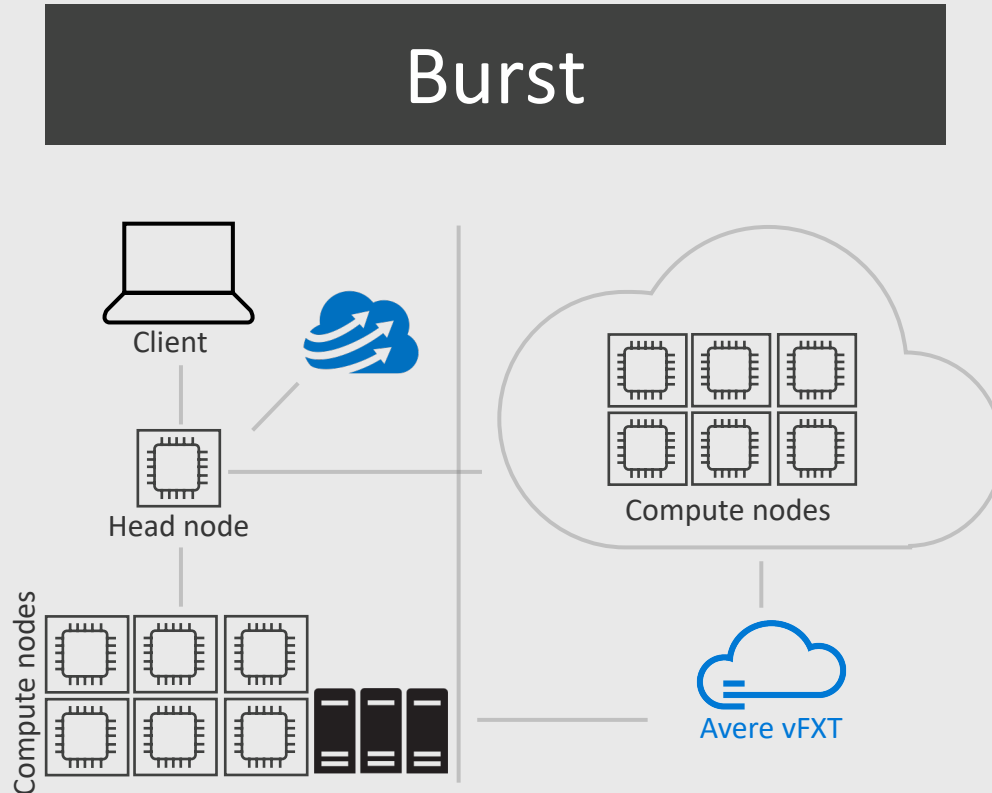 Burst
Client
Head node
Compute nodes
Compute nodes
Avere vFXT